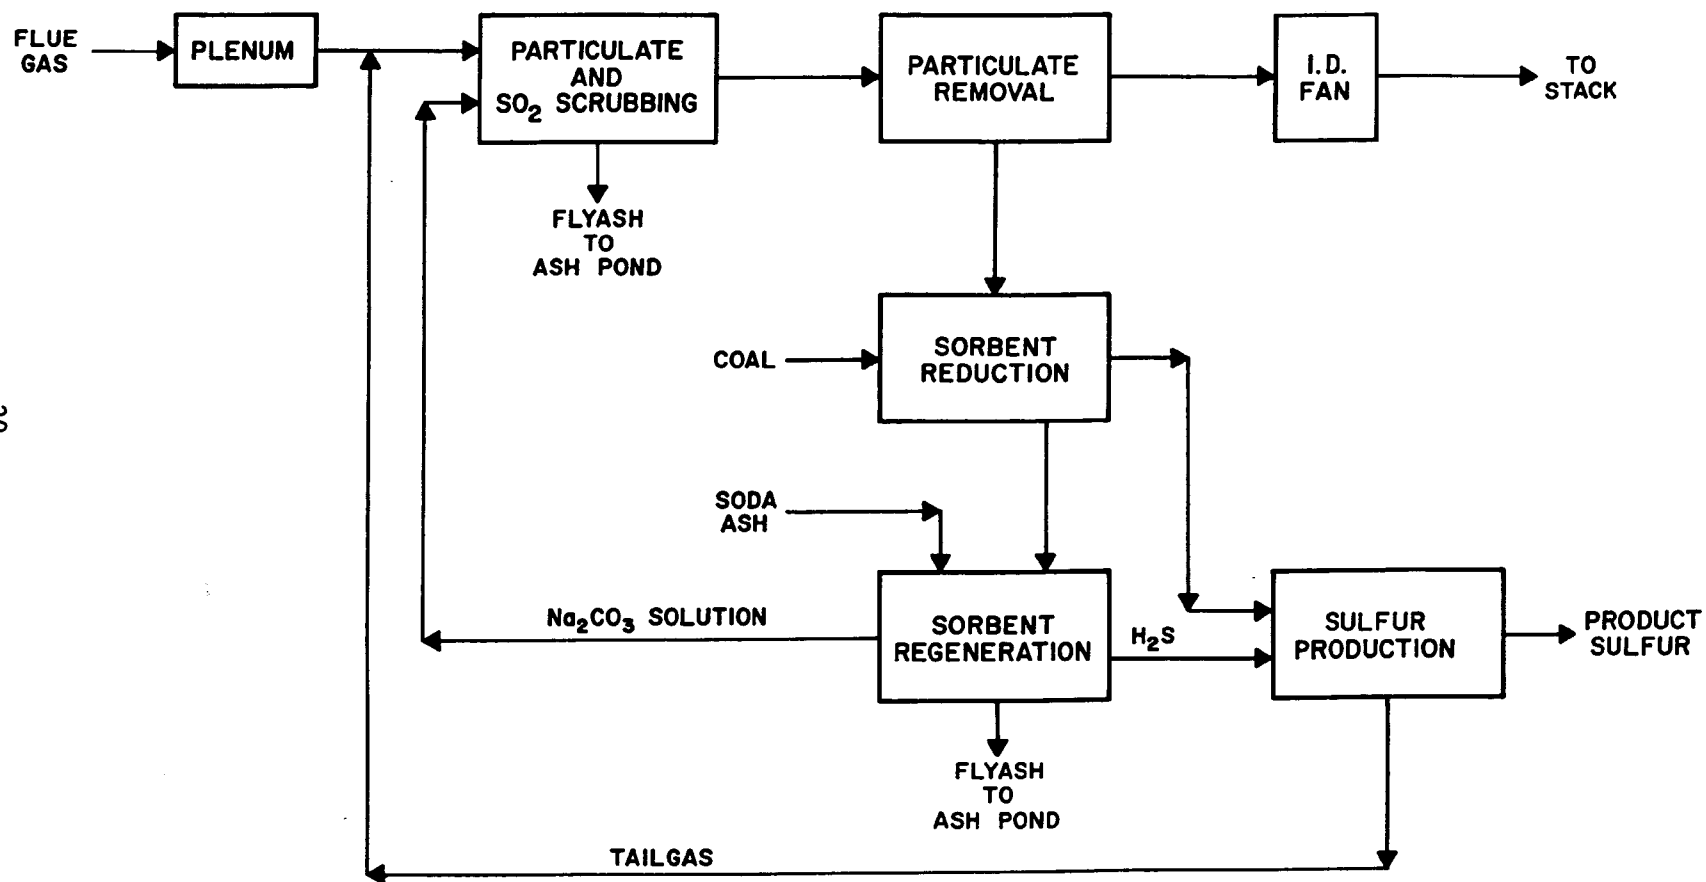 FLUE
GAS
PLENUM
PARTICULATE
AND
SO₂ SCRUBBING
PARTICULATE
REMOVAL
I.D.
FAN
TO
STACK
FLYASH
TO
ASH POND
COAL
SORBENT
REDUCTION
SODA
ASH
Na₂CO₃ SOLUTION
SORBENT
REGENERATION
H₂S
SULFUR
PRODUCTION
PRODUCT
SULFUR
FLYASH
TO
ASH POND
TAILGAS